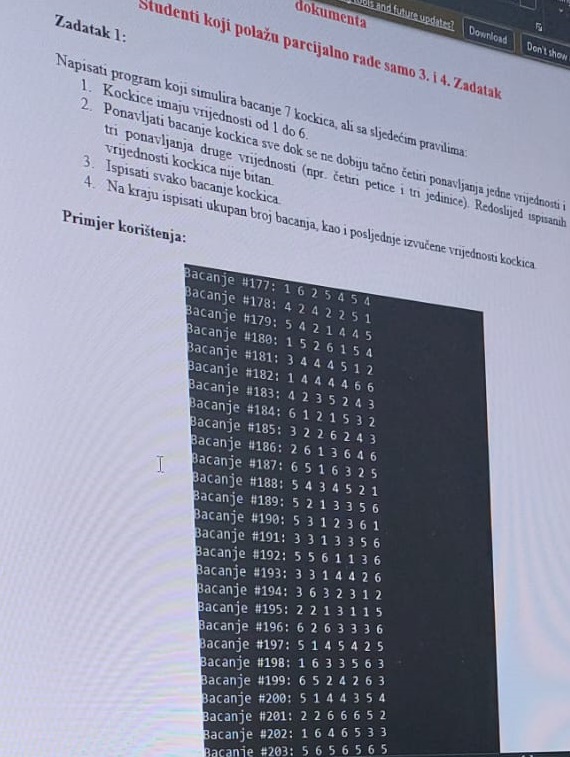 dokumenta
tools and future updates?
Download
Don't show
Studenti koji polažu parcijalno rade samo 3. i 4. Zadatak
Zadatak 1:
Napisati program koji simulira bacanje 7 kockica, ali sa sljedećim pravilima:
1. Kockice imaju vrijednosti od 1 do 6.
2. Ponavljati bacanje kockica sve dok se ne dobiju tačno četiri ponavljanja jedne vrijednosti i
tri ponavljanja druge vrijednosti (npr. četiri petice i tri jedinice). Redoslijed ispisanih
vrijednosti kockica nije bitan.
3. Ispisati svako bacanje kockica.
4. Na kraju ispisati ukupan broj bacanja, kao i posljednje izvučene vrijednosti kockica.
Primjer korištenja:
Bacanje #177: 1 6 2 5 4 5 4
Bacanje #178: 4 2 4 2 2 5 1
Bacanje #179: 5 4 2 1 4 4 5
Bacanje #180: 1 5 2 6 1 5 4
Bacanje #181: 3 4 4 4 5 1 2
Bacanje #182: 1 4 4 4 4 6 6
Bacanje #183: 4 2 3 5 2 4 3
Bacanje #184: 6 1 2 1 5 3 2
Bacanje #185: 3 2 2 6 2 4 3
Bacanje #186: 2 6 1 3 6 4 6
Bacanje #187: 6 5 1 6 3 2 5
Bacanje #188: 5 4 3 4 5 2 1
Bacanje #189: 5 2 1 3 3 5 6
Bacanje #190: 5 3 1 2 3 6 1
Bacanje #191: 3 3 1 3 3 5 6
Bacanje #192: 5 5 6 1 1 3 6
Bacanje #193: 3 3 1 4 4 2 6
Bacanje #194: 3 6 3 2 3 1 2
Bacanje #195: 2 2 1 3 1 1 5
Bacanje #196: 6 2 6 3 3 3 6
Bacanje #197: 5 1 4 5 4 2 5
Bacanje #198: 1 6 3 3 5 6 3
Bacanje #199: 6 5 2 4 2 6 3
Bacanje #200: 5 1 4 4 3 5 4
Bacanje #201: 2 2 6 6 6 5 2
Bacanje #202: 1 6 4 6 5 3 3
Bacanje #203: 5 6 5 6 5 6 5